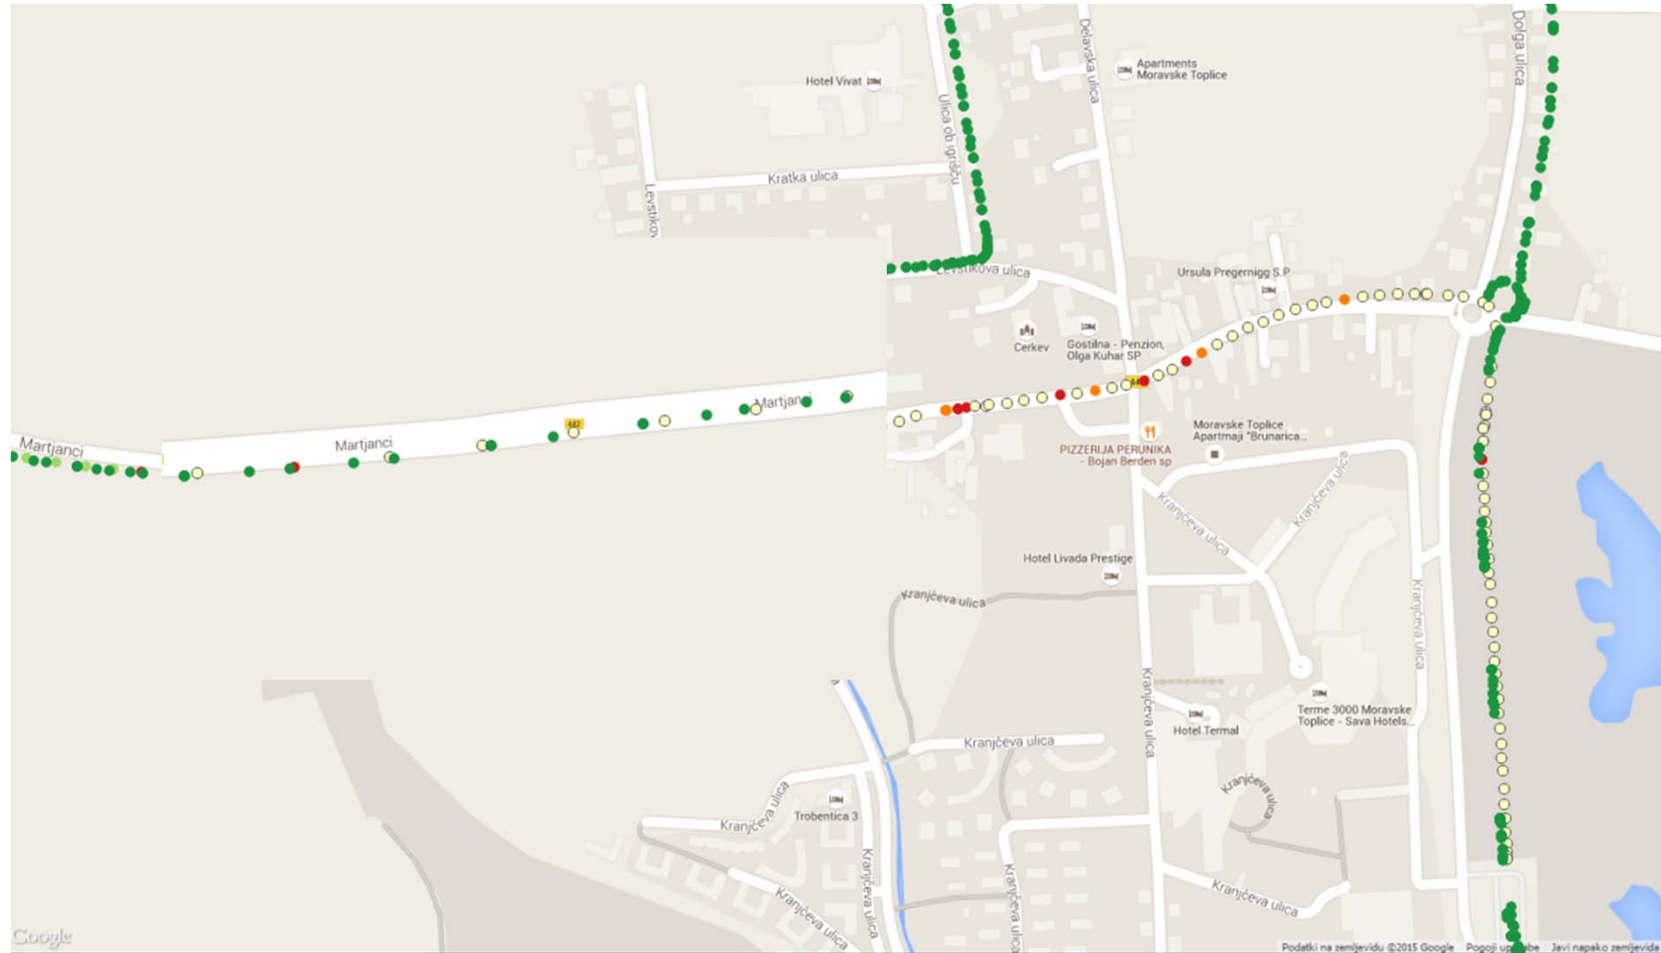 Dolga ulica
Delavska ulica
Apartments
Moravske Toplice
Hotel Vivat
Ulica ob igrišču
Kratka ulica
Levstikov
Levstikova ulica
Ursula Pregernigg S.P
Cerkev
Gostilna - Penzion,
Olga Kuhar SP
Martjanci
442
Martjanci
Martjanci
Moravske Toplice
Apartmaji "Brunarica...
PIZZERIJA PERUNIKA
- Bojan Berden sp
Kranjčeva ulica
Kranjčeva ulica
Hotel Livada Prestige
Kranjčeva ulica
Kranjčeva ulica
Kranjčeva ulica
Terme 3000 Moravske
Toplice - Sava Hotels...
Hotel Termal
Kranjčeva ulica
Kranjčeva ulica
Trobentica 3
Kranjčeva ulica
Kranjčeva ulica
Kranjčeva ulica
Kranjčeva ulica
Kranjčeva ulica
Google
Podatki na zemljevidu ©2015 Google Pogoji uporabe Javi napako zemljevida